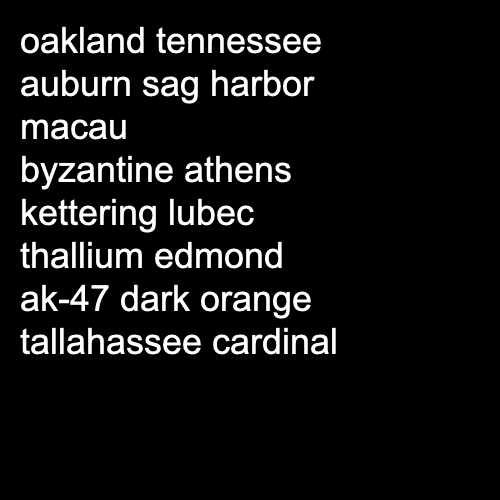 oakland tennessee
auburn sag harbor
macau
byzantine athens
kettering lubec
thallium edmond
ak-47 dark orange
tallahassee cardinal